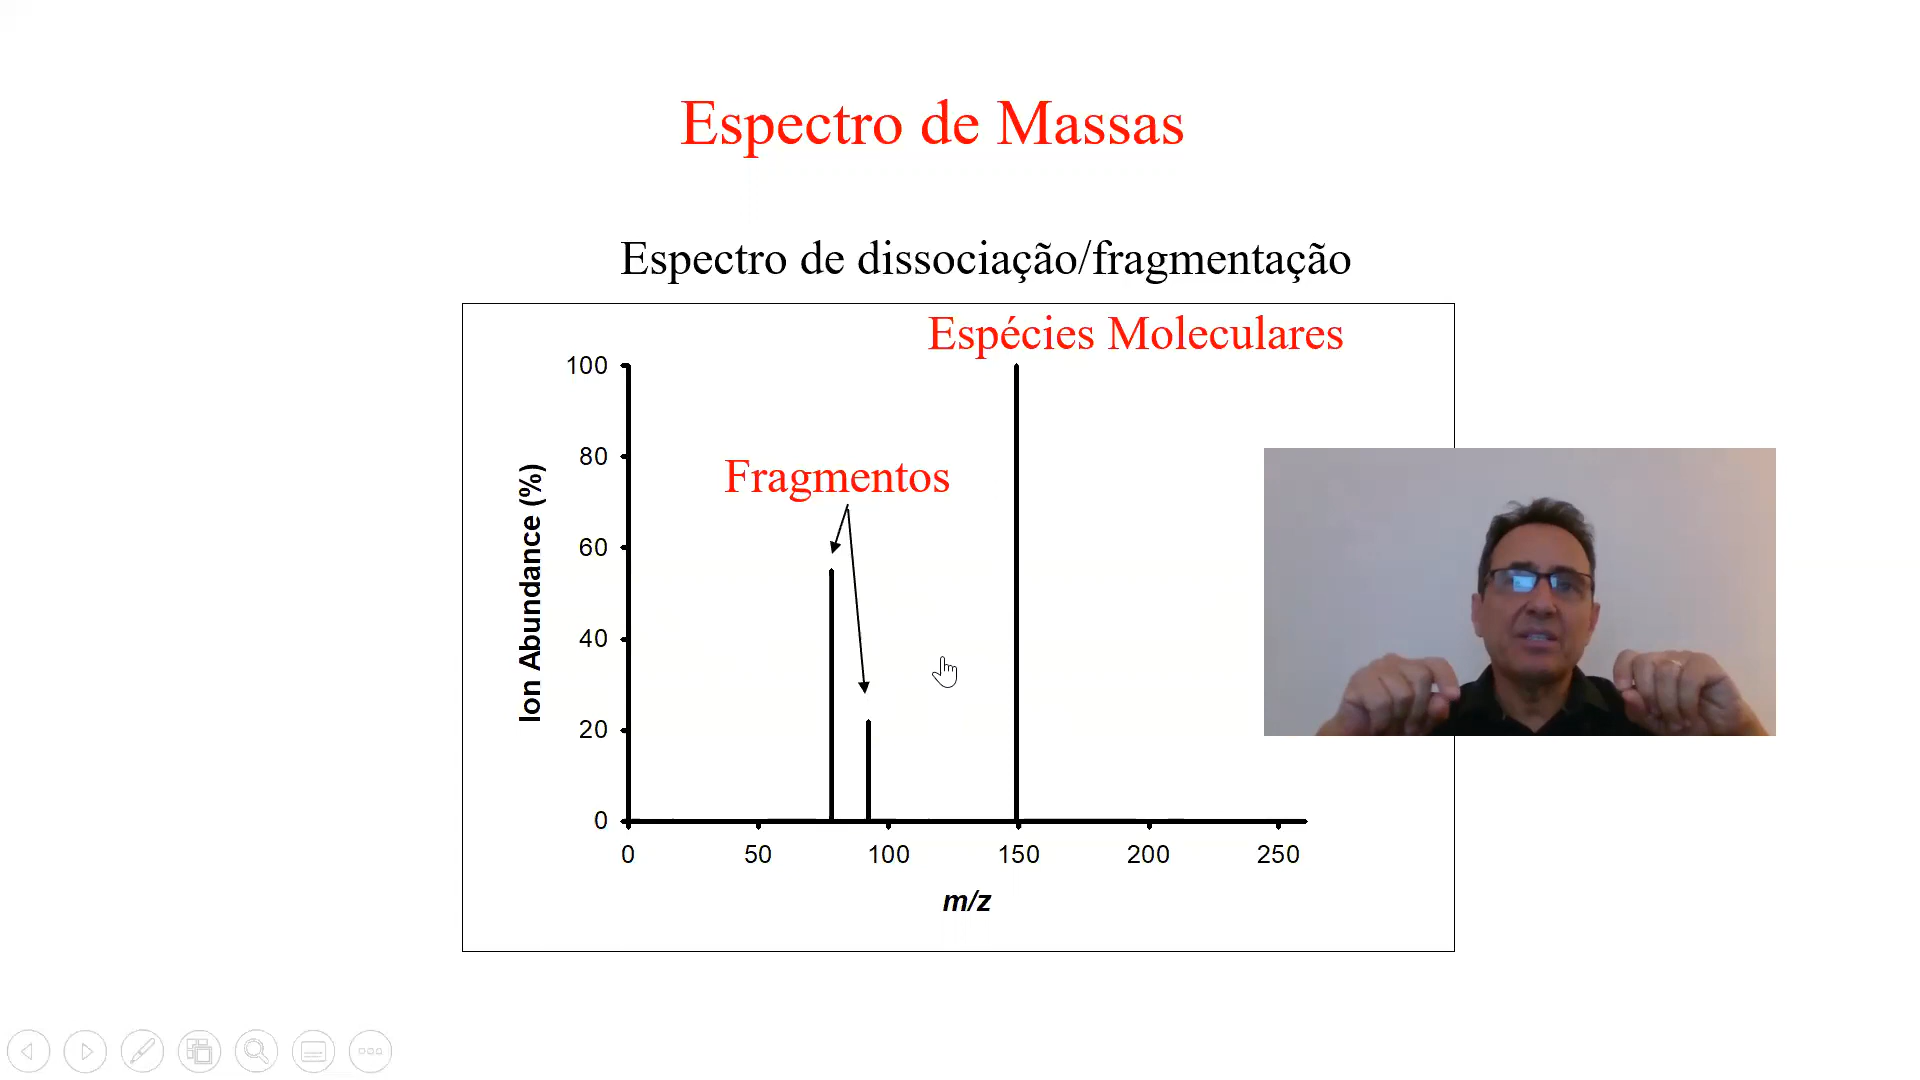 Espectro de Massas
Espectro de dissociação/fragmentação
Espécies Moleculares
Fragmentos
Ion Abundance (%)
100
80
60
40
20
0
0 50 100 150 200 250
m/z